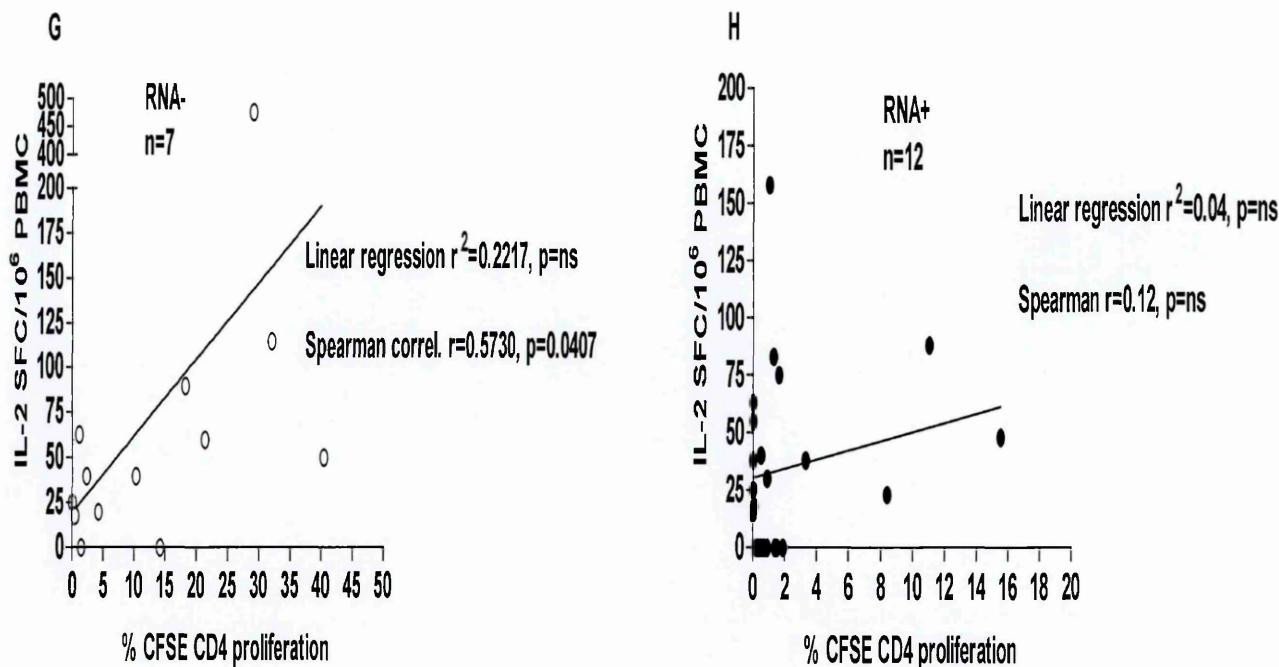 G
RNA-
n=7
500
450
400
200
175
150
125
100
75
50
25
0
IL-2 SFC/10⁶ PBMC
Linear regression r²=0.2217, p=ns
Spearman correl. r=0.5730, p=0.0407
0 5 10 15 20 25 30 35 40 45 50
% CFSE CD4 proliferation
H
RNA+
n=12
200
175
150
125
100
75
50
25
0
IL-2 SFC/10⁶ PBMC
Linear regression r²=0.04, p=ns
Spearman r=0.12, p=ns
0 2 4 6 8 10 12 14 16 18 20
% CFSE CD4 proliferation